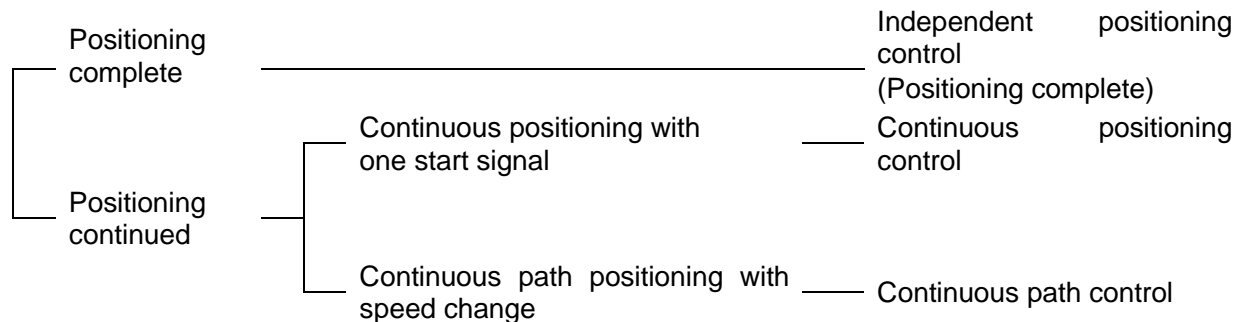 Positioning
complete
Independent positioning
control
(Positioning complete)
Positioning
continued
Continuous positioning with
one start signal
Continuous positioning
control
Continuous path positioning with
speed change
Continuous path control